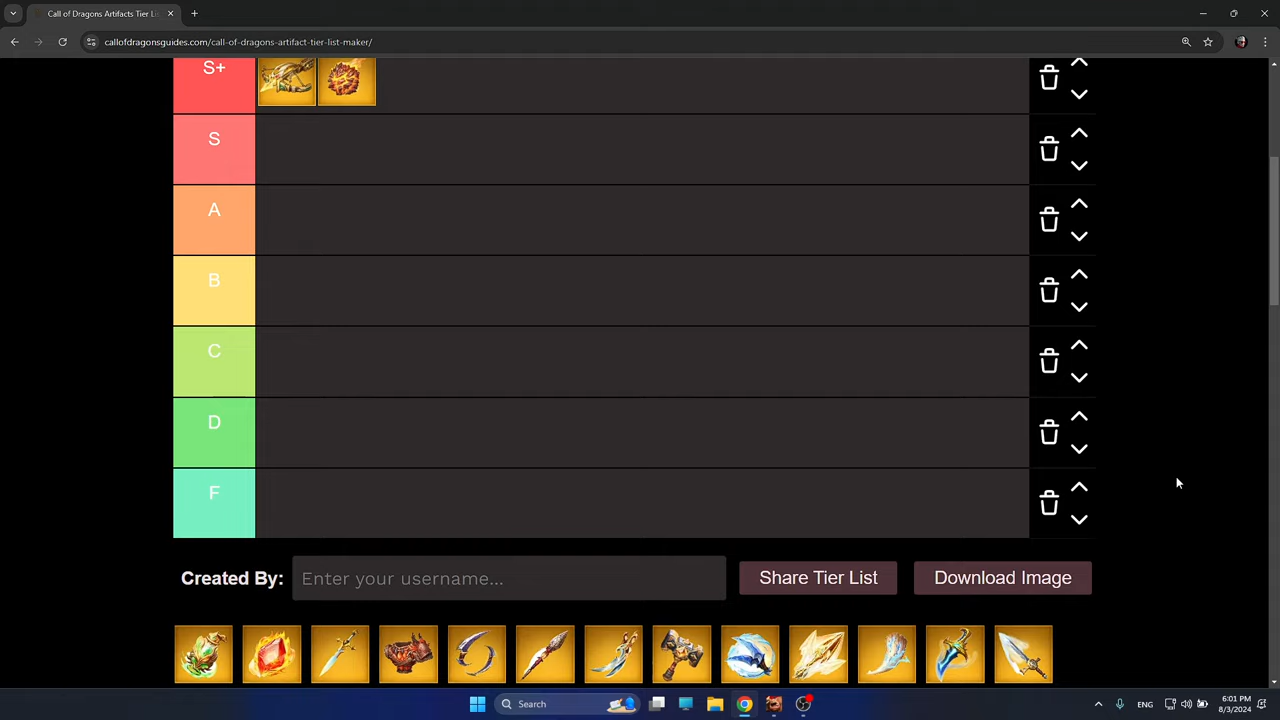 Call of Dragons Artifacts Tier Lis
callofdragonsguides.com/call-of-dragons-artifact-tier-list-maker/
S+
S
A
B
C
D
F
Created By:
Enter your username...
Share Tier List
Download Image
Search
ENG
6:01 PM
8/3/2024